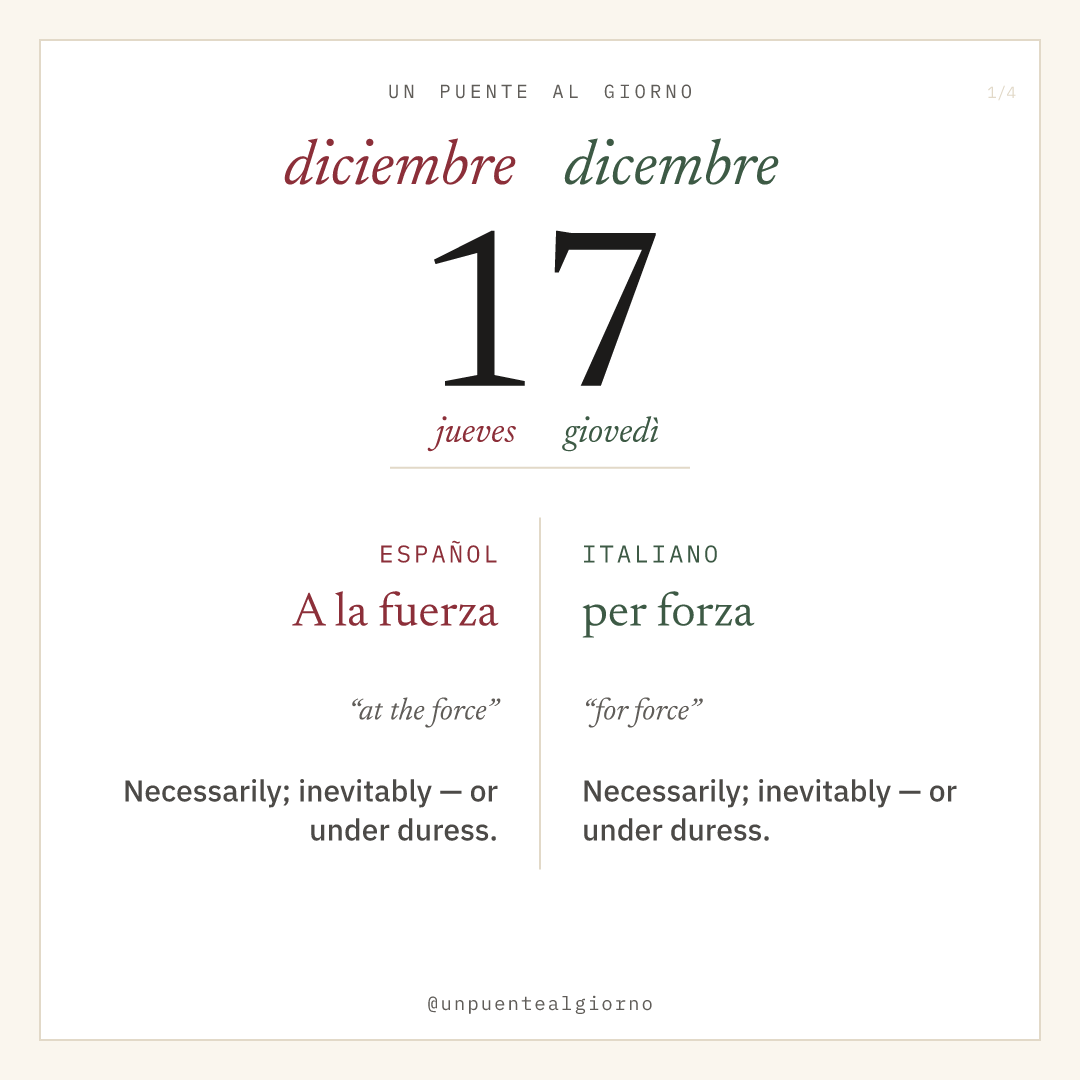 UN PUENTE AL GIORNO
1/4
diciembre dicembre
17
jueves giovedì
ESPAÑOL
A la fuerza
“at the force”
Necessarily; inevitably — or
under duress.
ITALIANO
per forza
“for force”
Necessarily; inevitably — or
under duress.
@unpuentealgiorno